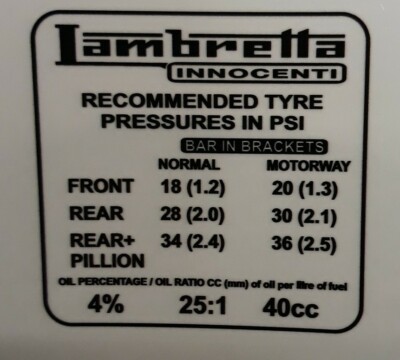 Lambretta
INNOCENTI
RECOMMENDED TYRE
PRESSURES IN PSI
BAR IN BRACKETS
NORMAL MOTORWAY
FRONT 18 (1.2) 20 (1.3)
REAR 28 (2.0) 30 (2.1)
REAR+ 34 (2.4) 36 (2.5)
PILLION
OIL PERCENTAGE / OIL RATIO CC (mm) of oil per litre of fuel
4% 25:1 40cc